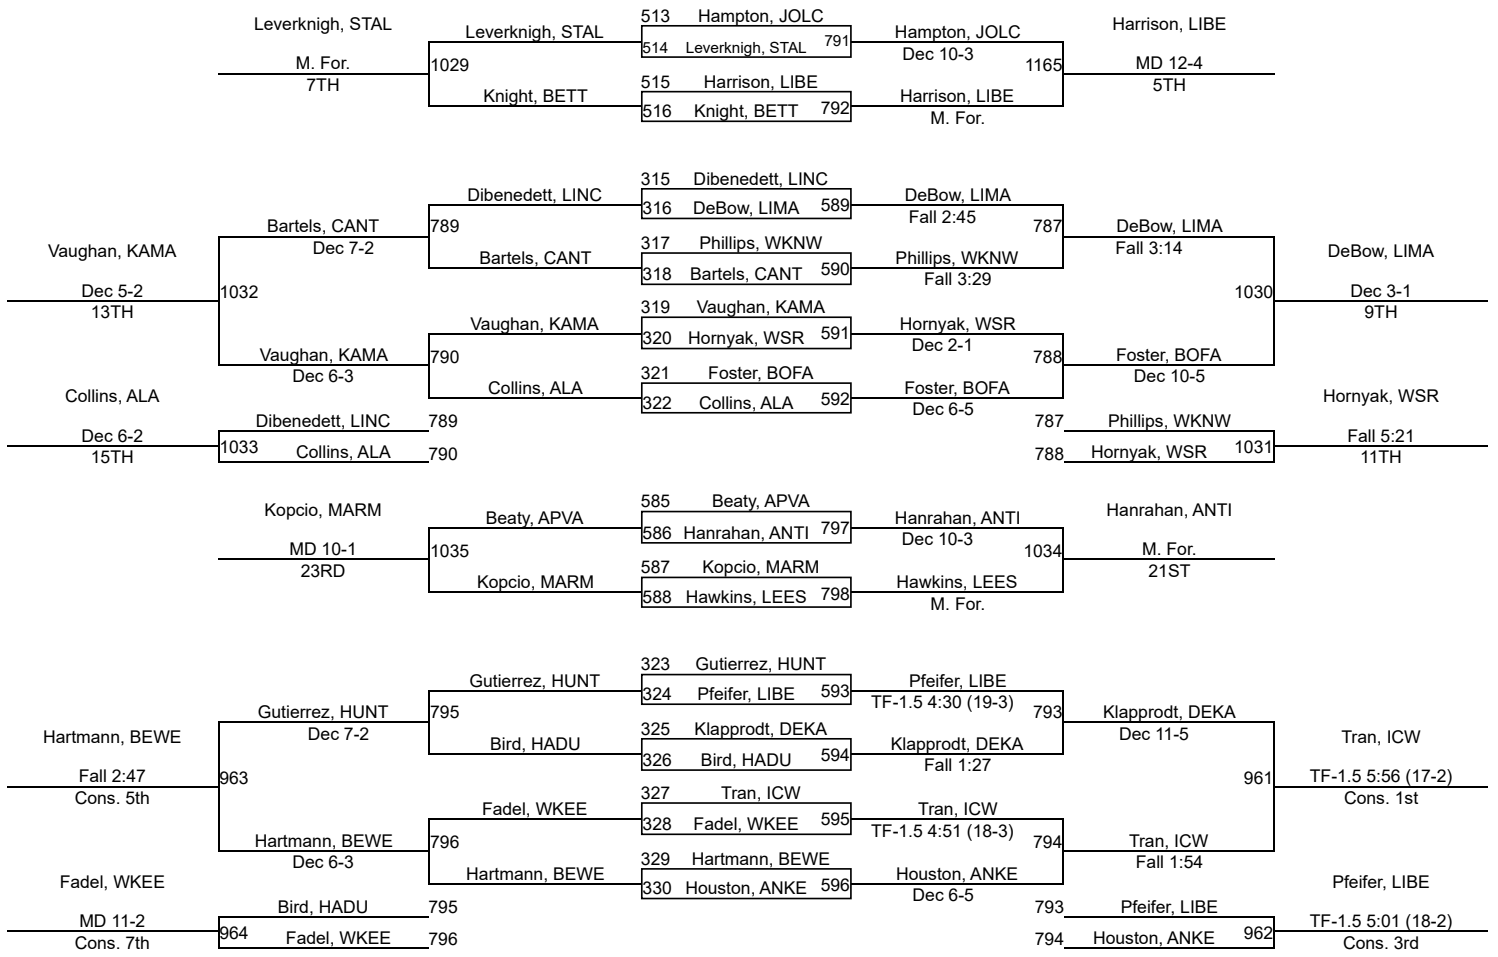 513 Hampton, JOLC
Leverknigh, STAL
Harrison, LIBE
Leverknigh, STAL
Hampton, JOLC
514 Leverknigh, STAL 791
Dec 10-3
M. For.
1029
1165
MD 12-4
7TH
515 Harrison, LIBE
5TH
Knight, BETT
Harrison, LIBE
516 Knight, BETT 792
M. For.
315 Dibenedett, LINC
Dibenedett, LINC
DeBow, LIMA
316 DeBow, LIMA 589
Fall 2:45
Bartels, CANT
789
787
DeBow, LIMA
317 Phillips, WKNW
Dec 7-2
Fall 3:14
Vaughan, KAMA
DeBow, LIMA
Bartels, CANT
Phillips, WKNW
318 Bartels, CANT 590
Fall 3:29
Dec 5-2
1032
1030
Dec 3-1
13TH
319 Vaughan, KAMA
9TH
Vaughan, KAMA
Hornyak, WSR
320 Hornyak, WSR 591
Dec 2-1
Vaughan, KAMA
790
788
Foster, BOFA
321 Foster, BOFA
Dec 6-3
Dec 10-5
Collins, ALA
Collins, ALA
Foster, BOFA
Hornyak, WSR
322 Collins, ALA 592
Dec 6-5
Dibenedett, LINC
789
787
Phillips, WKNW
Dec 6-2
Fall 5:21
1033
Collins, ALA
790
788
Hornyak, WSR
1031
15TH
11TH
585 Beaty, APVA
Kopcio, MARM
Hanrahan, ANTI
Beaty, APVA
Hanrahan, ANTI
586 Hanrahan, ANTI 797
Dec 10-3
MD 10-1
1035
1034
M. For.
23RD
587 Kopcio, MARM
21ST
Kopcio, MARM
Hawkins, LEES
588 Hawkins, LEES 798
M. For.
323 Gutierrez, HUNT
Gutierrez, HUNT
Pfeifer, LIBE
324 Pfeifer, LIBE 593
TF-1.5 4:30 (19-3)
Gutierrez, HUNT
795
793
Klapprodt, DEKA
325 Klapprodt, DEKA
Dec 7-2
Dec 11-5
Hartmann, BEWE
Tran, ICW
Bird, HADU
Klapprodt, DEKA
326 Bird, HADU 594
Fall 1:27
Fall 2:47
963
961
TF-1.5 5:56 (17-2)
Cons. 5th
327 Tran, ICW
Cons. 1st
Fadel, WKEE
Tran, ICW
328 Fadel, WKEE 595
TF-1.5 4:51 (18-3)
Hartmann, BEWE
796
794
Tran, ICW
329 Hartmann, BEWE
Dec 6-3
Fall 1:54
Fadel, WKEE
Hartmann, BEWE
Houston, ANKE
Pfeifer, LIBE
330 Houston, ANKE 596
Dec 6-5
Bird, HADU
795
793
Pfeifer, LIBE
MD 11-2
TF-1.5 5:01 (18-2)
964
Fadel, WKEE
796
794
Houston, ANKE
962
Cons. 7th
Cons. 3rd